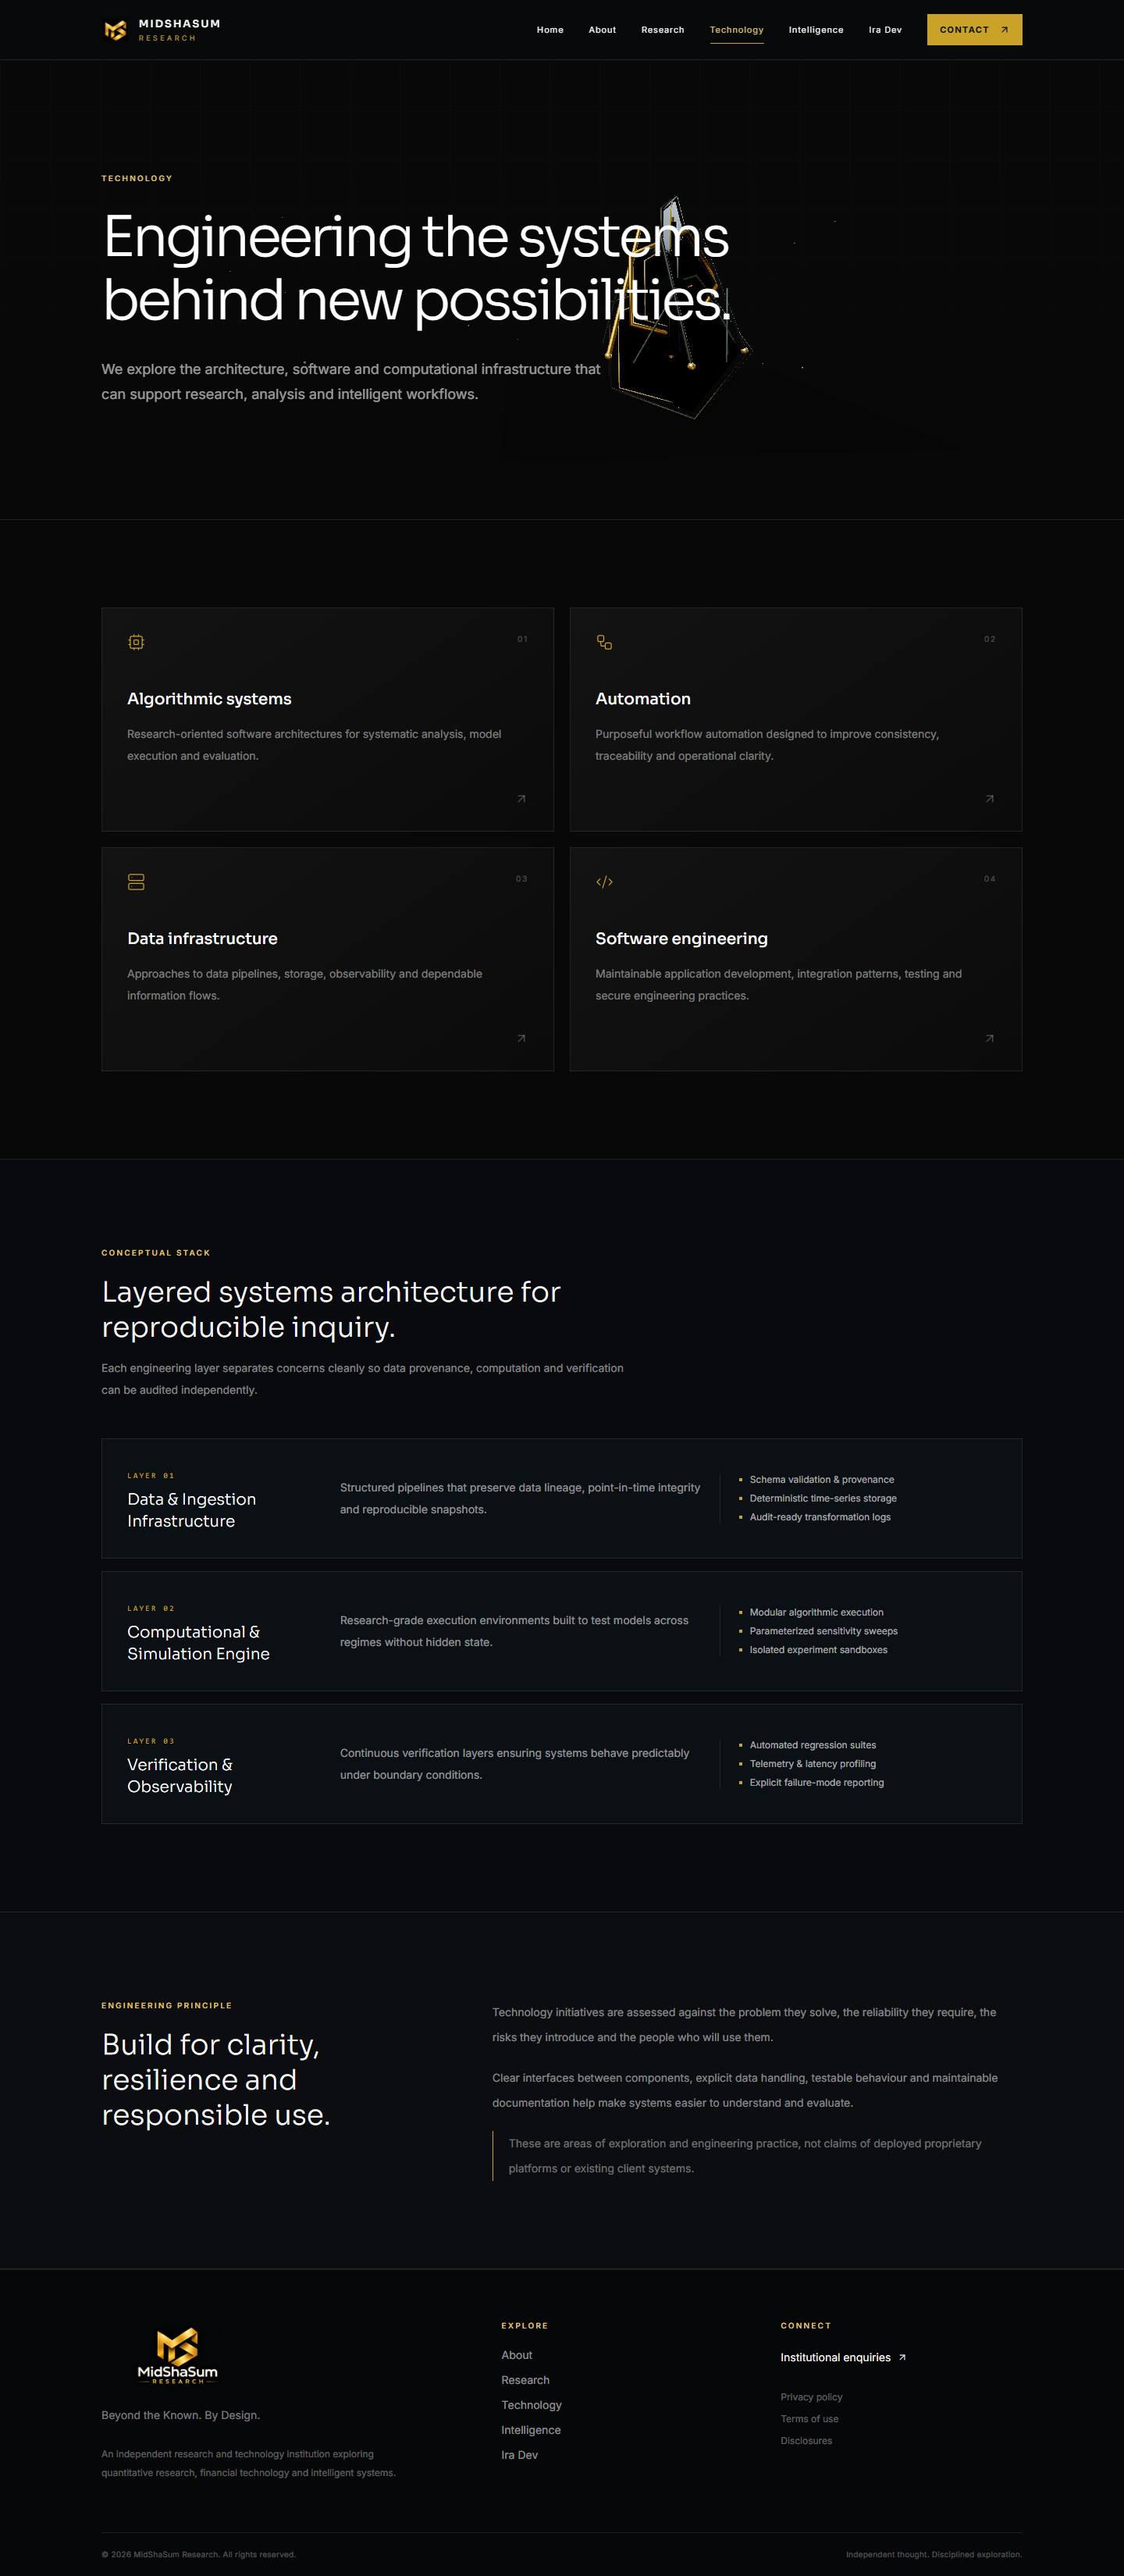 MIDSHASUM
RESEARCH
Home
About
Research
Technology
Intelligence
Ira Dev
CONTACT
TECHNOLOGY
Engineering the systems
behind new possibilities.
We explore the architecture, software and computational infrastructure that
can support research, analysis and intelligent workflows.
01
Algorithmic systems
Research-oriented software architectures for systematic analysis, model
execution and evaluation.
02
Automation
Purposeful workflow automation designed to improve consistency,
traceability and operational clarity.
03
Data infrastructure
Approaches to data pipelines, storage, observability and dependable
information flows.
04
Software engineering
Maintainable application development, integration patterns, testing and
secure engineering practices.
CONCEPTUAL STACK
Layered systems architecture for
reproducible inquiry.
Each engineering layer separates concerns cleanly so data provenance, computation and verification
can be audited independently.
LAYER 01
Data & Ingestion
Infrastructure
Structured pipelines that preserve data lineage, point-in-time integrity
and reproducible snapshots.
Schema validation & provenance
Deterministic time-series storage
Audit-ready transformation logs
LAYER 02
Computational &
Simulation Engine
Research-grade execution environments built to test models across
regimes without hidden state.
Modular algorithmic execution
Parameterized sensitivity sweeps
Isolated experiment sandboxes
LAYER 03
Verification &
Observability
Continuous verification layers ensuring systems behave predictably
under boundary conditions.
Automated regression suites
Telemetry & latency profiling
Explicit failure-mode reporting
ENGINEERING PRINCIPLE
Build for clarity,
resilience and
responsible use.
Technology initiatives are assessed against the problem they solve, the reliability they require, the
risks they introduce and the people who will use them.
Clear interfaces between components, explicit data handling, testable behaviour and maintainable
documentation help make systems easier to understand and evaluate.
These are areas of exploration and engineering practice, not claims of deployed proprietary
platforms or existing client systems.
MidShaSum
RESEARCH
Beyond the Known. By Design.
An independent research and technology institution exploring
quantitative research, financial technology and intelligent systems.
EXPLORE
About
Research
Technology
Intelligence
Ira Dev
CONNECT
Institutional enquiries
Privacy policy
Terms of use
Disclosures
© 2026 MidShaSum Research. All rights reserved.
Independent thought. Disciplined exploration.